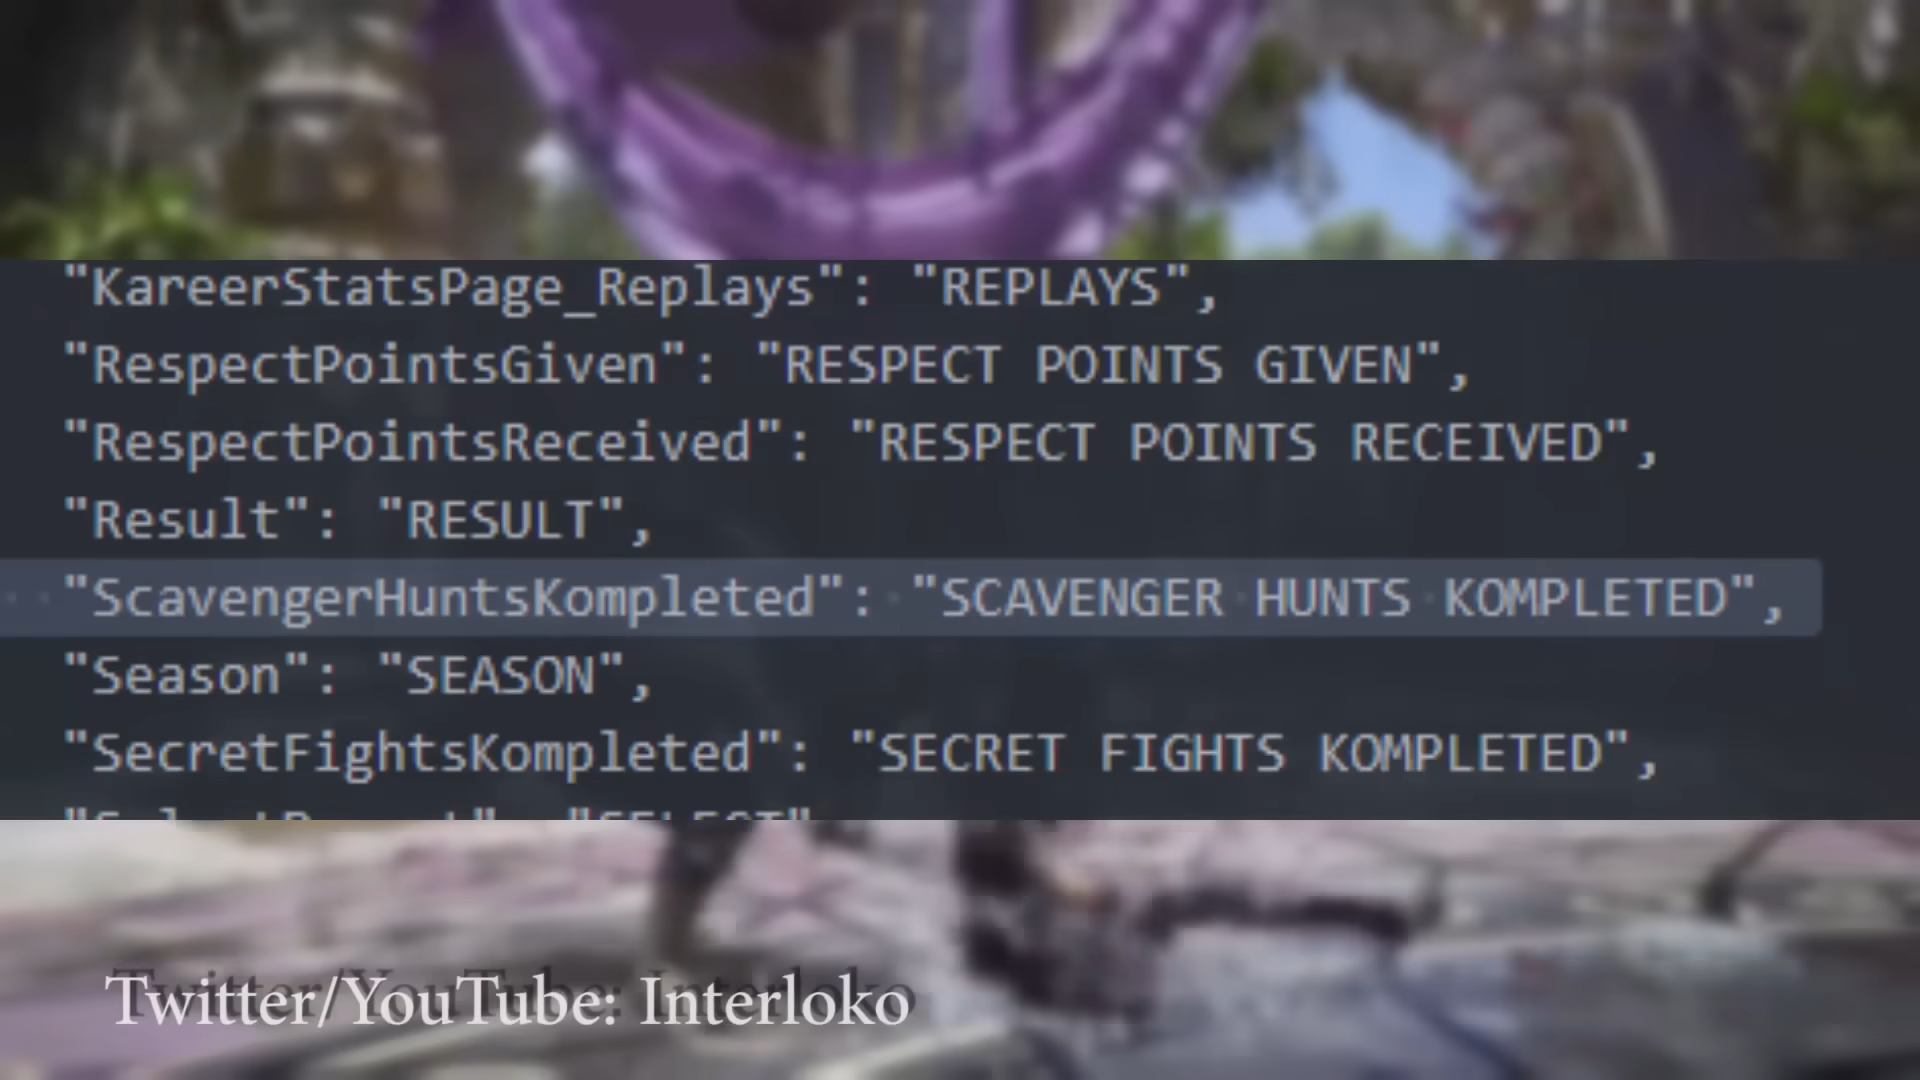 "KareerStatsPage_Replays": "REPLAYS",
"RespectPointsGiven": "RESPECT POINTS GIVEN",
"RespectPointsReceived": "RESPECT POINTS RECEIVED",
"Result": "RESULT",
"ScavengerHuntsKompleted": "SCAVENGER HUNTS KOMPLETED",
"Season": "SEASON",
"SecretFightsKompleted": "SECRET FIGHTS KOMPLETED",
Twitter/YouTube: Interloko